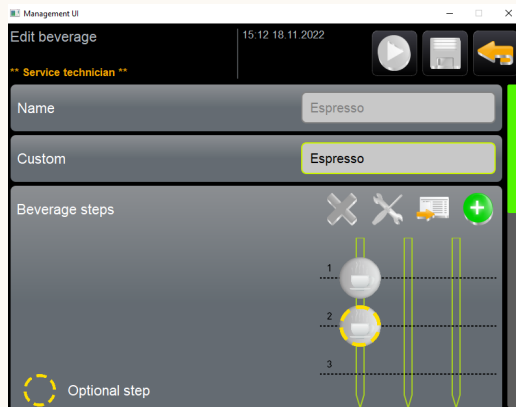 Management UI
Edit beverage
15:12 18.11.2022
** Service technician **
Name
Espresso
Custom
Espresso
Beverage steps
1
2
3
Optional step